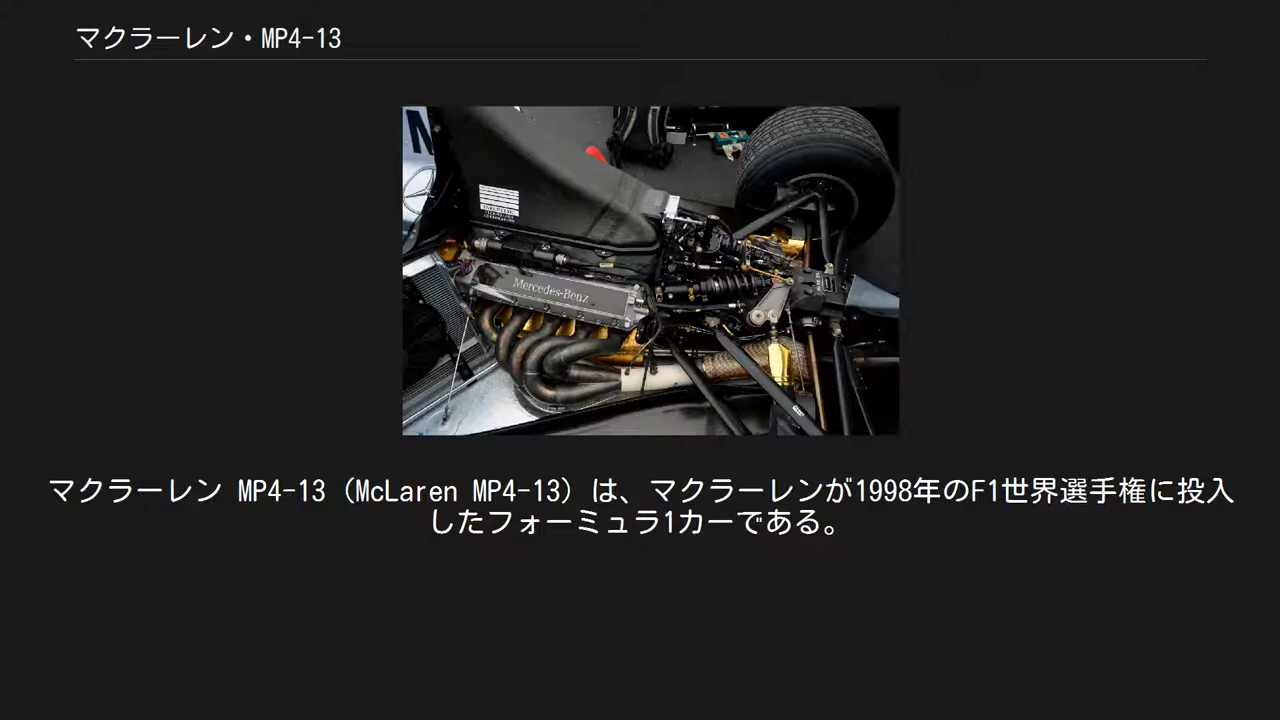 マクラーレン・MP4-13
Mercedes-Benz
マクラーレン MP4-13（McLaren MP4-13）は、マクラーレンが1998年のF1世界選手権に投入
したフォーミュラ1カーである。